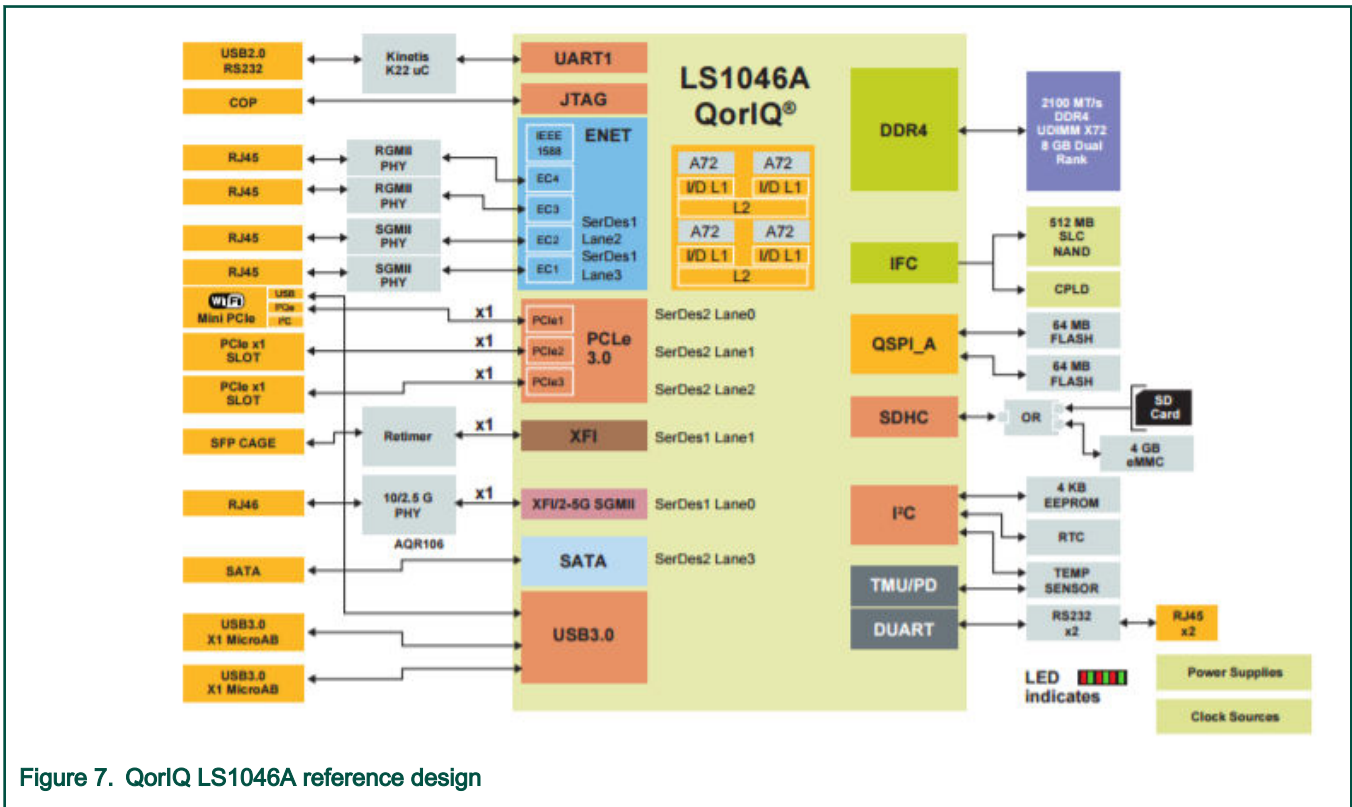 USB2.0
RS232
Kinetis
K22 uC
UART1
COP
JTAG
RJ45
RGMII
PHY
RJ45
RGMII
PHY
RJ45
SGMII
PHY
RJ45
SGMII
PHY
IEEE
1588
ENET
EC4
EC3
EC2
EC1
SerDes1
Lane2
SerDes1
Lane3
WiFi
Mini PCIe
USB
PCIe
I²C
x1
PCIe1
PCLe
3.0
SerDes2 Lane0
PCIe x1
SLOT
x1
PCIe2
SerDes2 Lane1
PCIe x1
SLOT
x1
PCIe3
SerDes2 Lane2
SFP CAGE
Retimer
x1
XFI
SerDes1 Lane1
RJ46
10/2.5 G
PHY
AQR106
x1
XFI/2-5G SGMII
SerDes1 Lane0
SATA
SATA
SerDes2 Lane3
USB3.0
X1 MicroAB
USB3.0
X1 MicroAB
USB3.0
LS1046A
QorIQ®
A72
A72
I/D L1
I/D L1
L2
A72
A72
I/D L1
I/D L1
L2
DDR4
2100 MT/s
DDR4
UDIMM X72
8 GB Dual
Rank
IFC
512 MB
SLC
NAND
CPLD
QSPI_A
64 MB
FLASH
64 MB
FLASH
SDHC
OR
SD
Card
4 GB
eMMC
I²C
4 KB
EEPROM
RTC
TEMP
SENSOR
TMU/PD
DUART
RS232
x2
RJ45
x2
LED
indicates
Power Supplies
Clock Sources
Figure 7. QorIQ LS1046A reference design